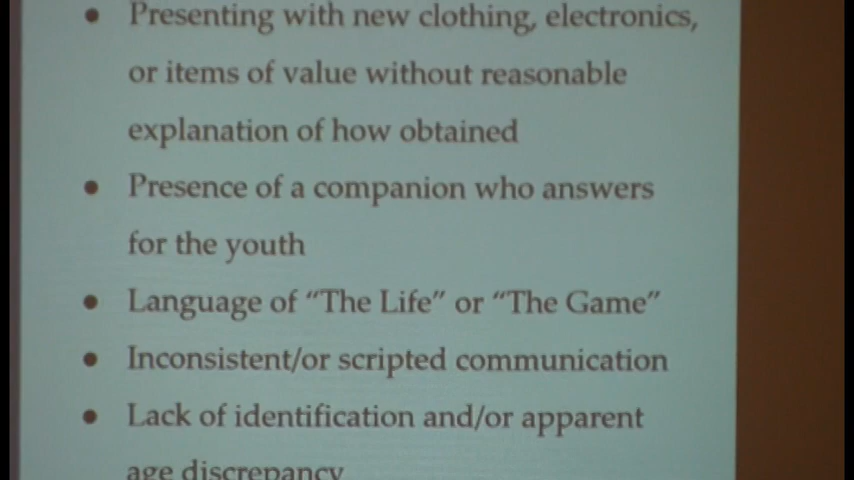 • Presenting with new clothing, electronics,
or items of value without reasonable
explanation of how obtained
• Presence of a companion who answers
for the youth
• Language of “The Life” or “The Game”
• Inconsistent/or scripted communication
• Lack of identification and/or apparent
age discrepancy